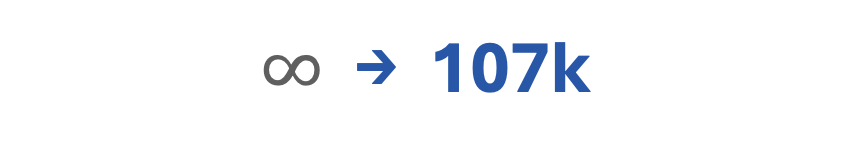 ∞ → 107k